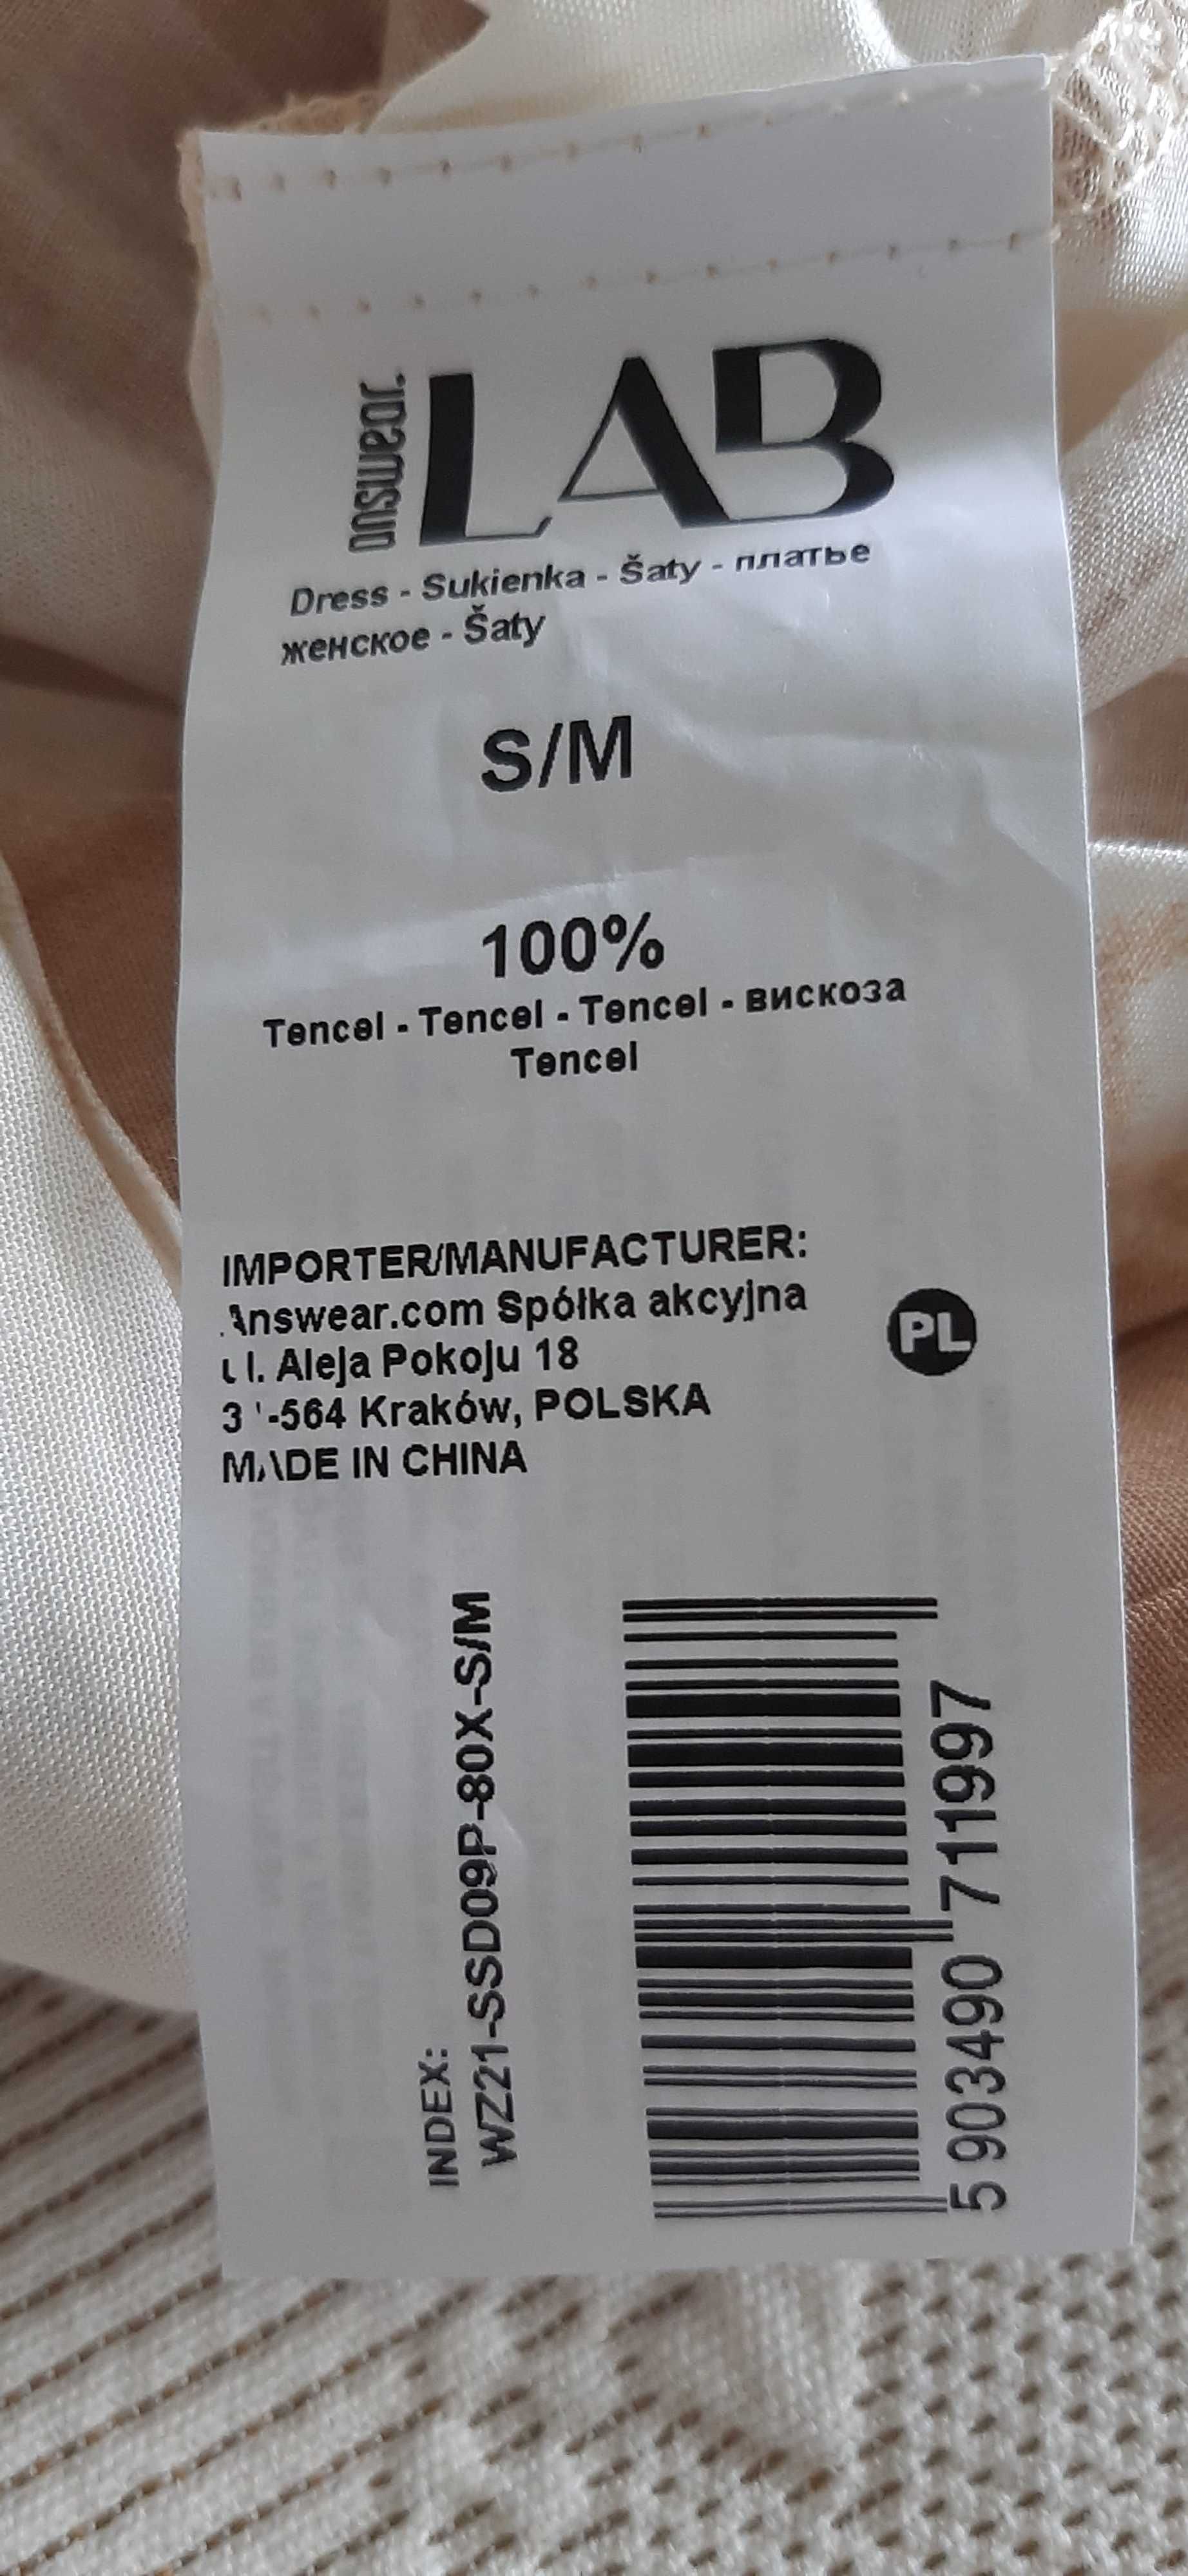 answear.
LAB
Dress - Sukienka - Šaty - платье
женское - Šaty
S/M
100%
Tencel - Tencel - Tencel - вискоза
Tencel
IMPORTER/MANUFACTURER:
Answear.com Spółka akcyjna
ul. Aleja Pokoju 18
-564 Kraków, POLSKA
MADE IN CHINA
PL
INDEX:
WZ21-SSD09P-80X-S/M
5 903490 711997